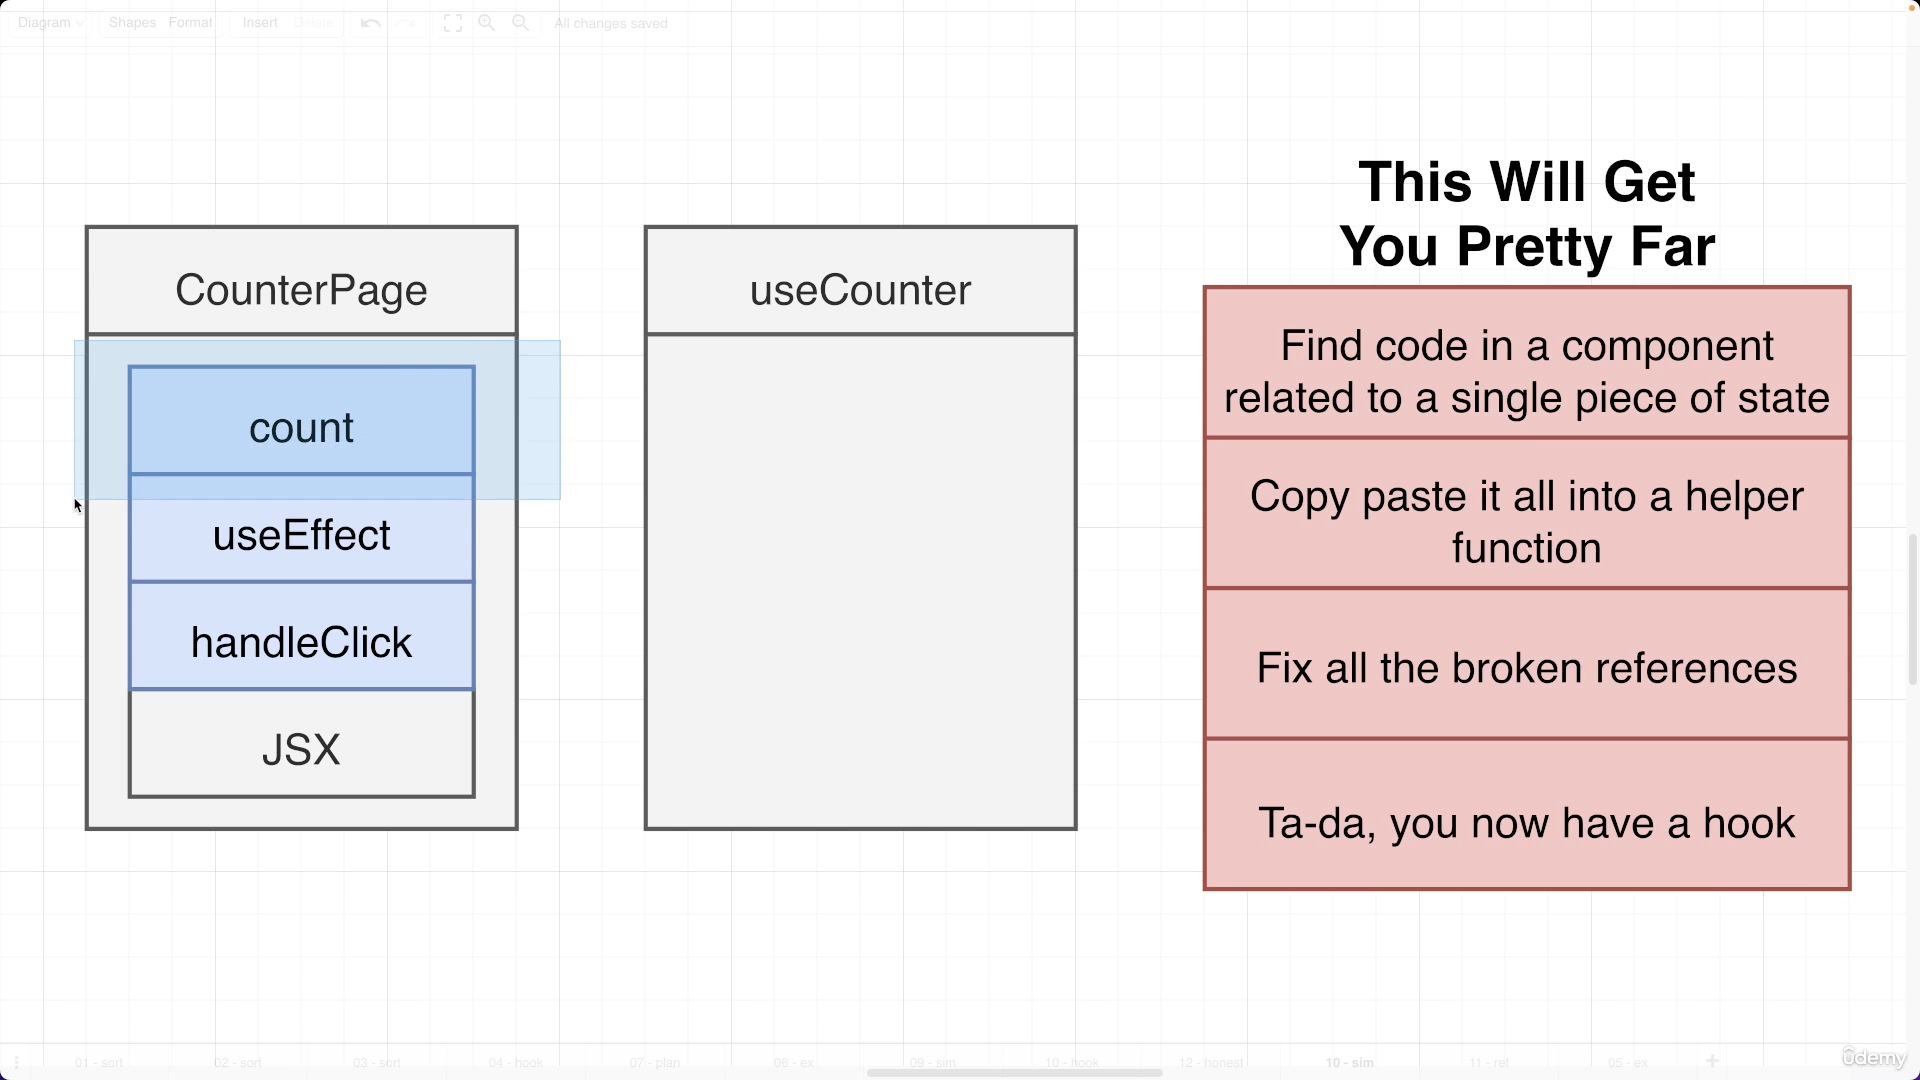 Diagram Shapes Format Insert Delete All changes saved
This Will Get
You Pretty Far
CounterPage
count
useEffect
handleClick
JSX
useCounter
Find code in a component
related to a single piece of state
Copy paste it all into a helper
function
Fix all the broken references
Ta-da, you now have a hook
01 - sort 02 - sort 03 - sort 04 - hook 07 - plan 06 - ex 09 - sim 10 - hook 12 - honest 10 - sim 11 - ref 05 - ex
udemy